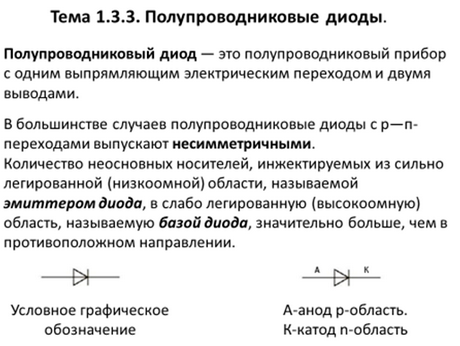 Тема 1.3.3. Полупроводниковые диоды.
Полупроводниковый диод — это полупроводниковый прибор
с одним выпрямляющим электрическим переходом и двумя
выводами.
В большинстве случаев полупроводниковые диоды с p—n-
переходами выпускают несимметричными.
Количество неосновных носителей, инжектируемых из сильно
легированной (низкоомной) области, называемой
эмиттером диода, в слабо легированную (высокоомную)
область, называемую базой диода, значительно больше, чем в
противоположном направлении.
А К
Условное графическое
обозначение
А-анод p-область.
К-катод n-область